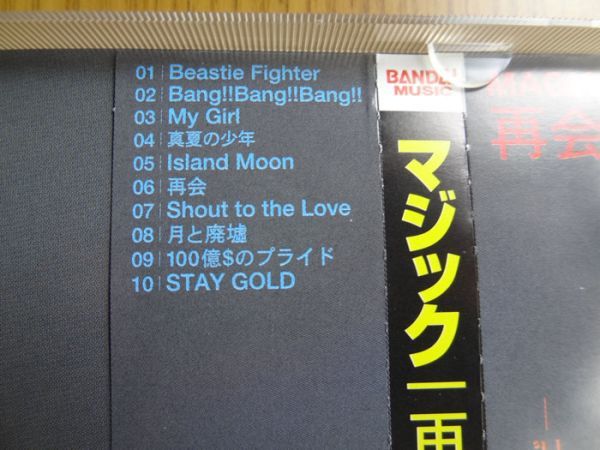 01 Beastie Fighter
02 Bang!!Bang!!Bang!!
03 My Girl
04 真夏の少年
05 Island Moon
06 再会
07 Shout to the Love
08 月と廃墟
09 100億$のプライド
10 STAY GOLD
BANDAI
MUSIC
マジック
再会